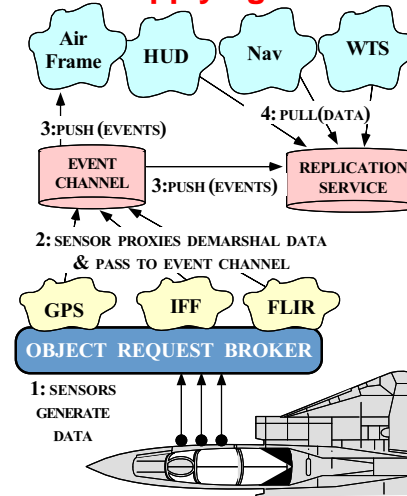 Air
Frame
HUD
Nav
WTS
3:PUSH (EVENTS)
4: PULL(DATA)
EVENT
CHANNEL
3:PUSH (EVENTS)
REPLICATION
SERVICE
2: SENSOR PROXIES DEMARSHAL DATA
& PASS TO EVENT CHANNEL
GPS
IFF
FLIR
OBJECT REQUEST BROKER
1: SENSORS
GENERATE
DATA